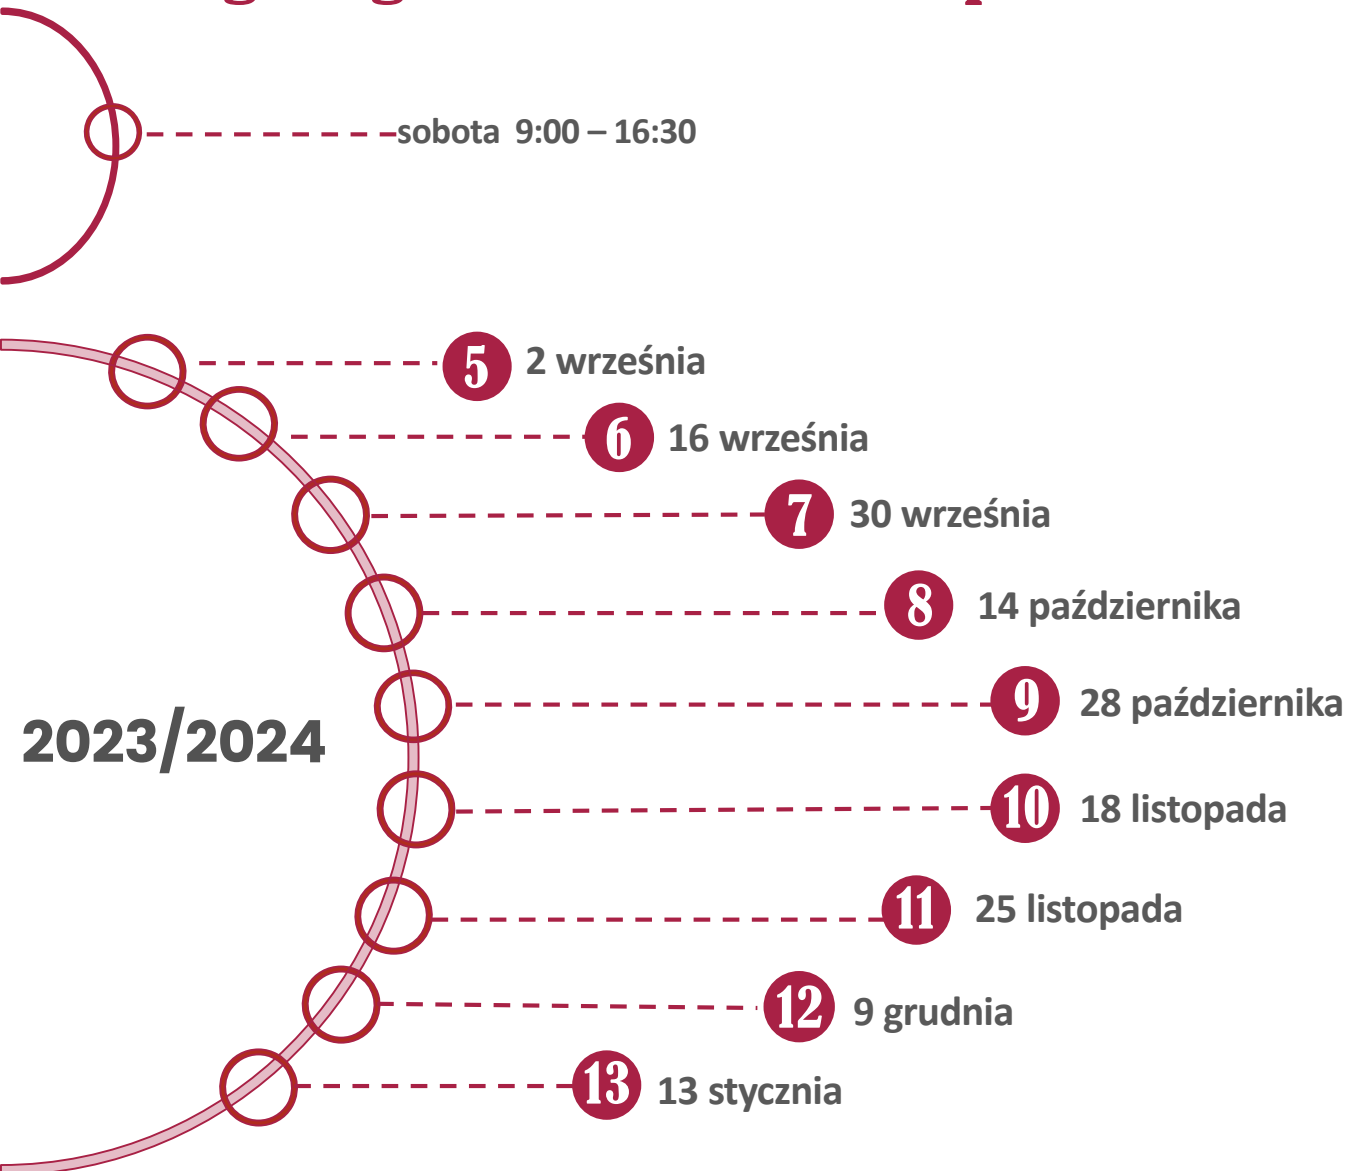 sobota 9:00 – 16:30
5 2 września
6 16 września
7 30 września
8 14 października
9 28 października
2023/2024
10 18 listopada
11 25 listopada
12 9 grudnia
13 13 stycznia